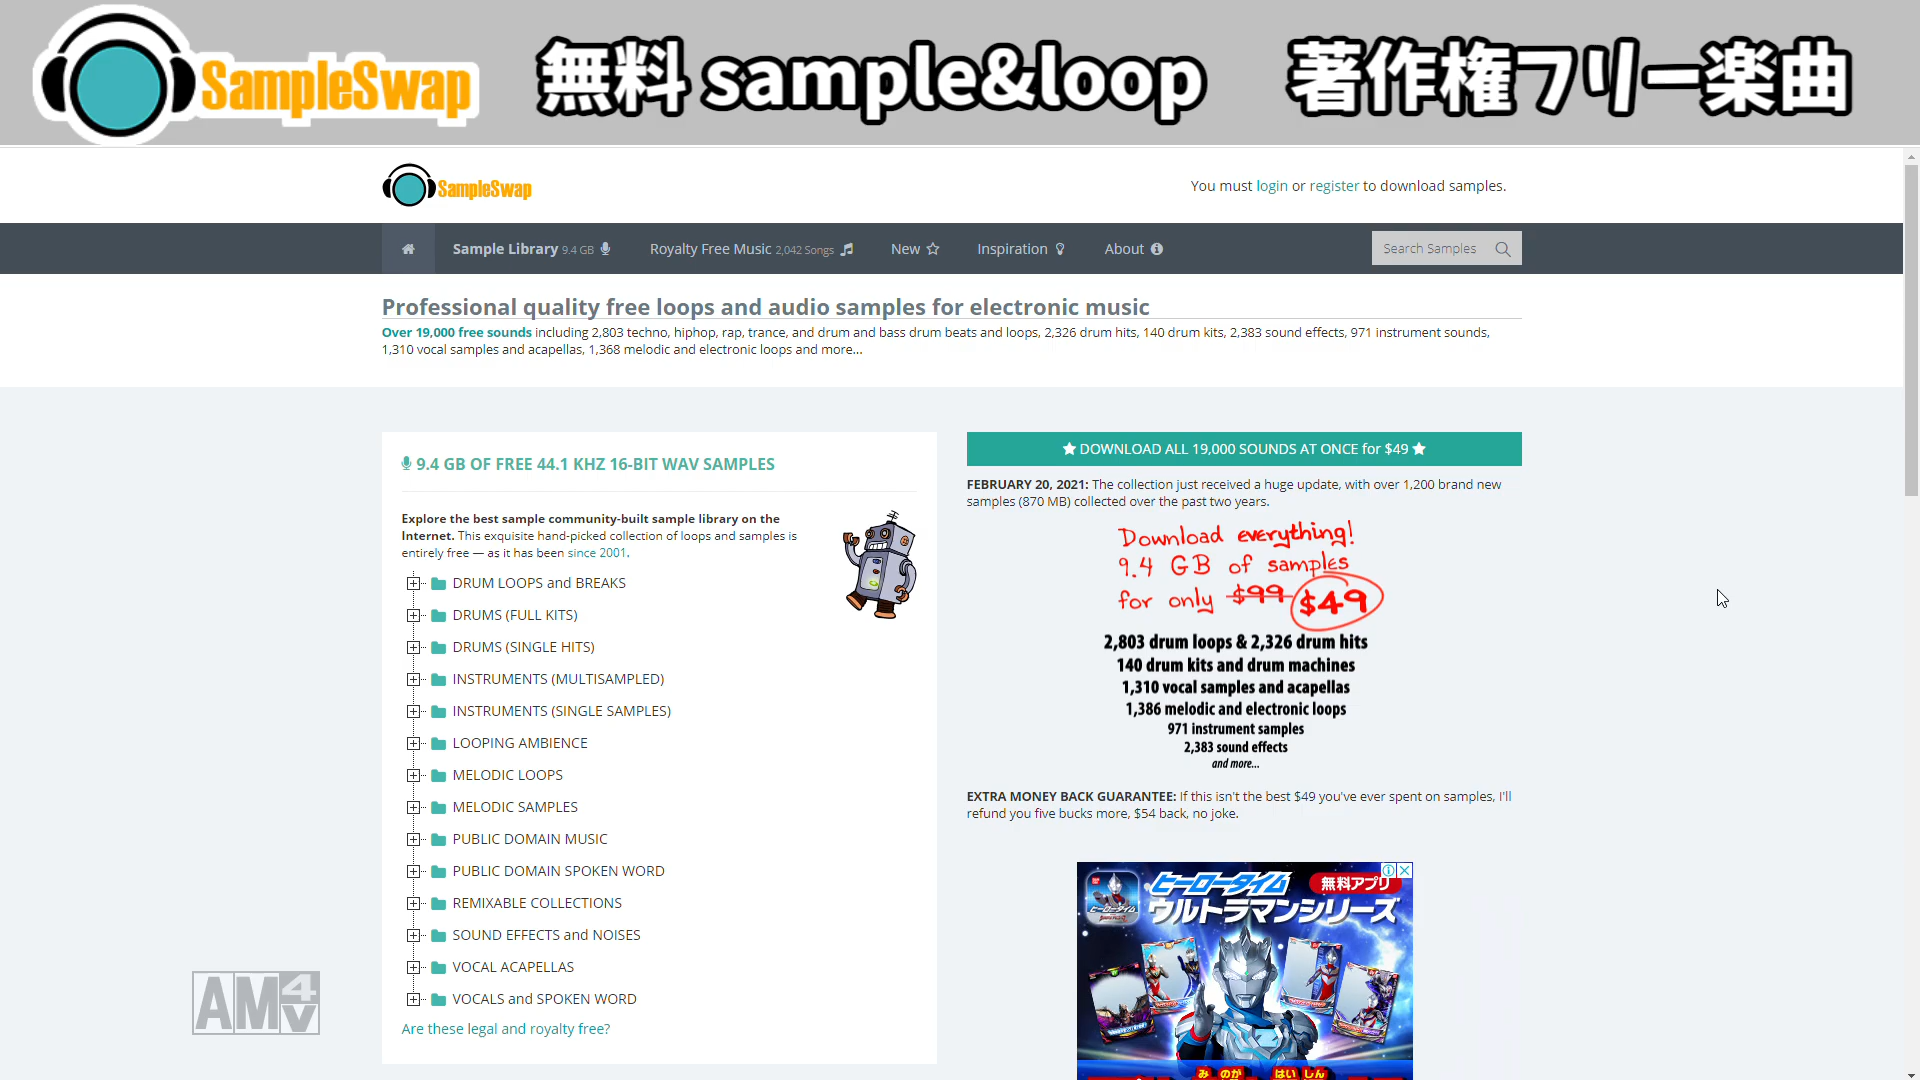 SampleSwap 無料 sample&loop 著作権フリー楽曲
SampleSwap
You must login or register to download samples.
Sample Library 9.4 GB
Royalty Free Music 2,042 Songs
New
Inspiration
About
Search Samples
Professional quality free loops and audio samples for electronic music
Over 19,000 free sounds including 2,803 techno, hiphop, rap, trance, and drum and bass drum beats and loops, 2,326 drum hits, 140 drum kits, 2,383 sound effects, 971 instrument sounds,
1,310 vocal samples and acapellas, 1,368 melodic and electronic loops and more...
9.4 GB OF FREE 44.1 KHZ 16-BIT WAV SAMPLES
Explore the best sample community-built sample library on the
Internet. This exquisite hand-picked collection of loops and samples is
entirely free — as it has been since 2001.
DRUM LOOPS and BREAKS
DRUMS (FULL KITS)
DRUMS (SINGLE HITS)
INSTRUMENTS (MULTISAMPLED)
INSTRUMENTS (SINGLE SAMPLES)
LOOPING AMBIENCE
MELODIC LOOPS
MELODIC SAMPLES
PUBLIC DOMAIN MUSIC
PUBLIC DOMAIN SPOKEN WORD
REMIXABLE COLLECTIONS
SOUND EFFECTS and NOISES
VOCAL ACAPELLAS
VOCALS and SPOKEN WORD
Are these legal and royalty free?
DOWNLOAD ALL 19,000 SOUNDS AT ONCE for $49
FEBRUARY 20, 2021: The collection just received a huge update, with over 1,200 brand new
samples (870 MB) collected over the past two years.
Download everything!
9.4 GB of samples
for only $99 $49
2,803 drum loops & 2,326 drum hits
140 drum kits and drum machines
1,310 vocal samples and acapellas
1,386 melodic and electronic loops
971 instrument samples
2,383 sound effects
and more...
EXTRA MONEY BACK GUARANTEE: If this isn't the best $49 you've ever spent on samples, I'll
refund you five bucks more, $54 back, no joke.
ヒーロータイム 無料アプリ
ウルトラマンシリーズ
み のが はい しん
AM4V